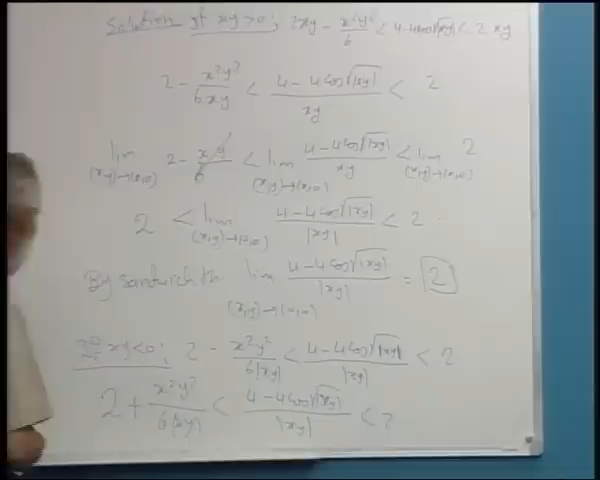 Solution if xy>0; 2xy - x²y²/6 < 4-4cos√|xy| < 2xy
2 - x²y²/6xy < (4-4cos√|xy|)/xy < 2
lim (x,y)→(0,0) 2 - xy/6 < lim (x,y)→(0,0) (4-4cos√|xy|)/xy < lim (x,y)→(0,0) 2
2 < lim (x,y)→(0,0) (4-4cos√|xy|)/|xy| < 2
By sandwich th lim (x,y)→(0,0) (4-4cos√|xy|)/|xy| = 2
xy<0; 2 - x²y²/6|xy| < (4-4cos√|xy|)/|xy| < 2
2 + x²y²/6|xy| < (4-4cos√|xy|)/|xy| < 2